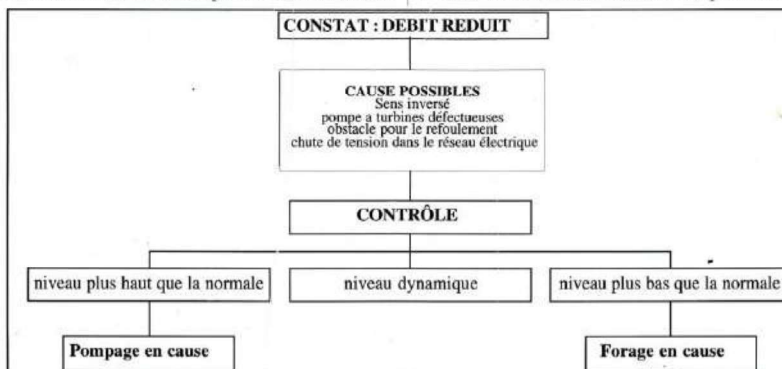 CONSTAT : DEBIT REDUIT
CAUSE POSSIBLES
Sens inversé
pompe a turbines défectueuses
obstacle pour le refoulement
chute de tension dans le réseau électrique
CONTRÔLE
niveau plus haut que la normale
niveau dynamique
niveau plus bas que la normale
Pompage en cause
Forage en cause